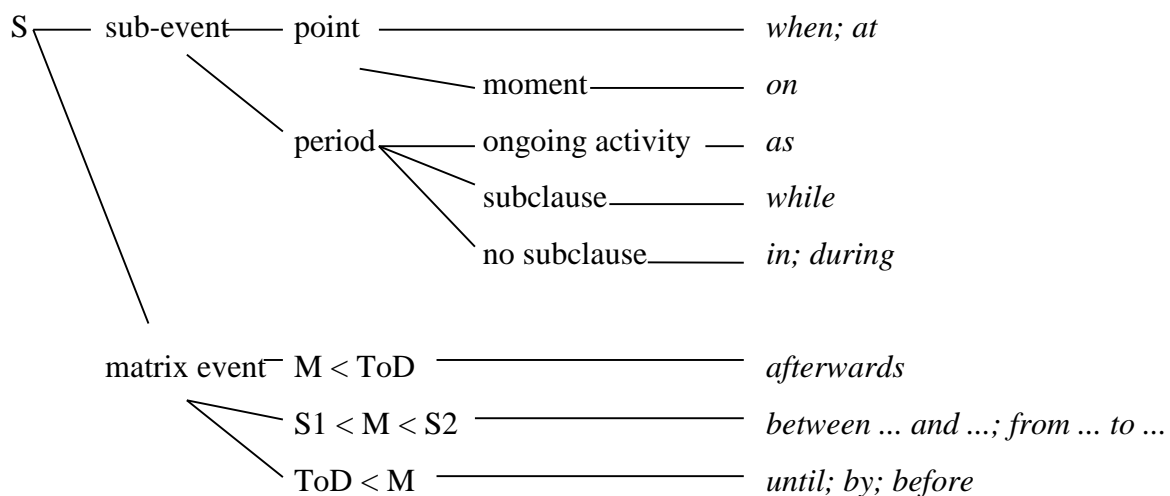 S sub-event point when; at
moment on
period ongoing activity as
subclause while
no subclause in; during
matrix event M < ToD afterwards
S1 < M < S2 between ... and ...; from ... to ...
ToD < M until; by; before